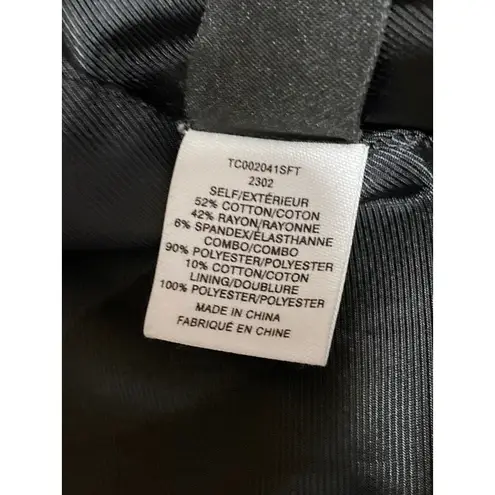 TC002041SFT
2302
SELF/EXTÉRIEUR
52% COTTON/COTON
42% RAYON/RAYONNE
6% SPANDEX/ÉLASTHANNE
COMBO/COMBO
90% POLYESTER/POLYESTER
10% COTTON/COTON
LINING/DOUBLURE
100% POLYESTER/POLYESTER
MADE IN CHINA
FABRIQUÉ EN CHINE